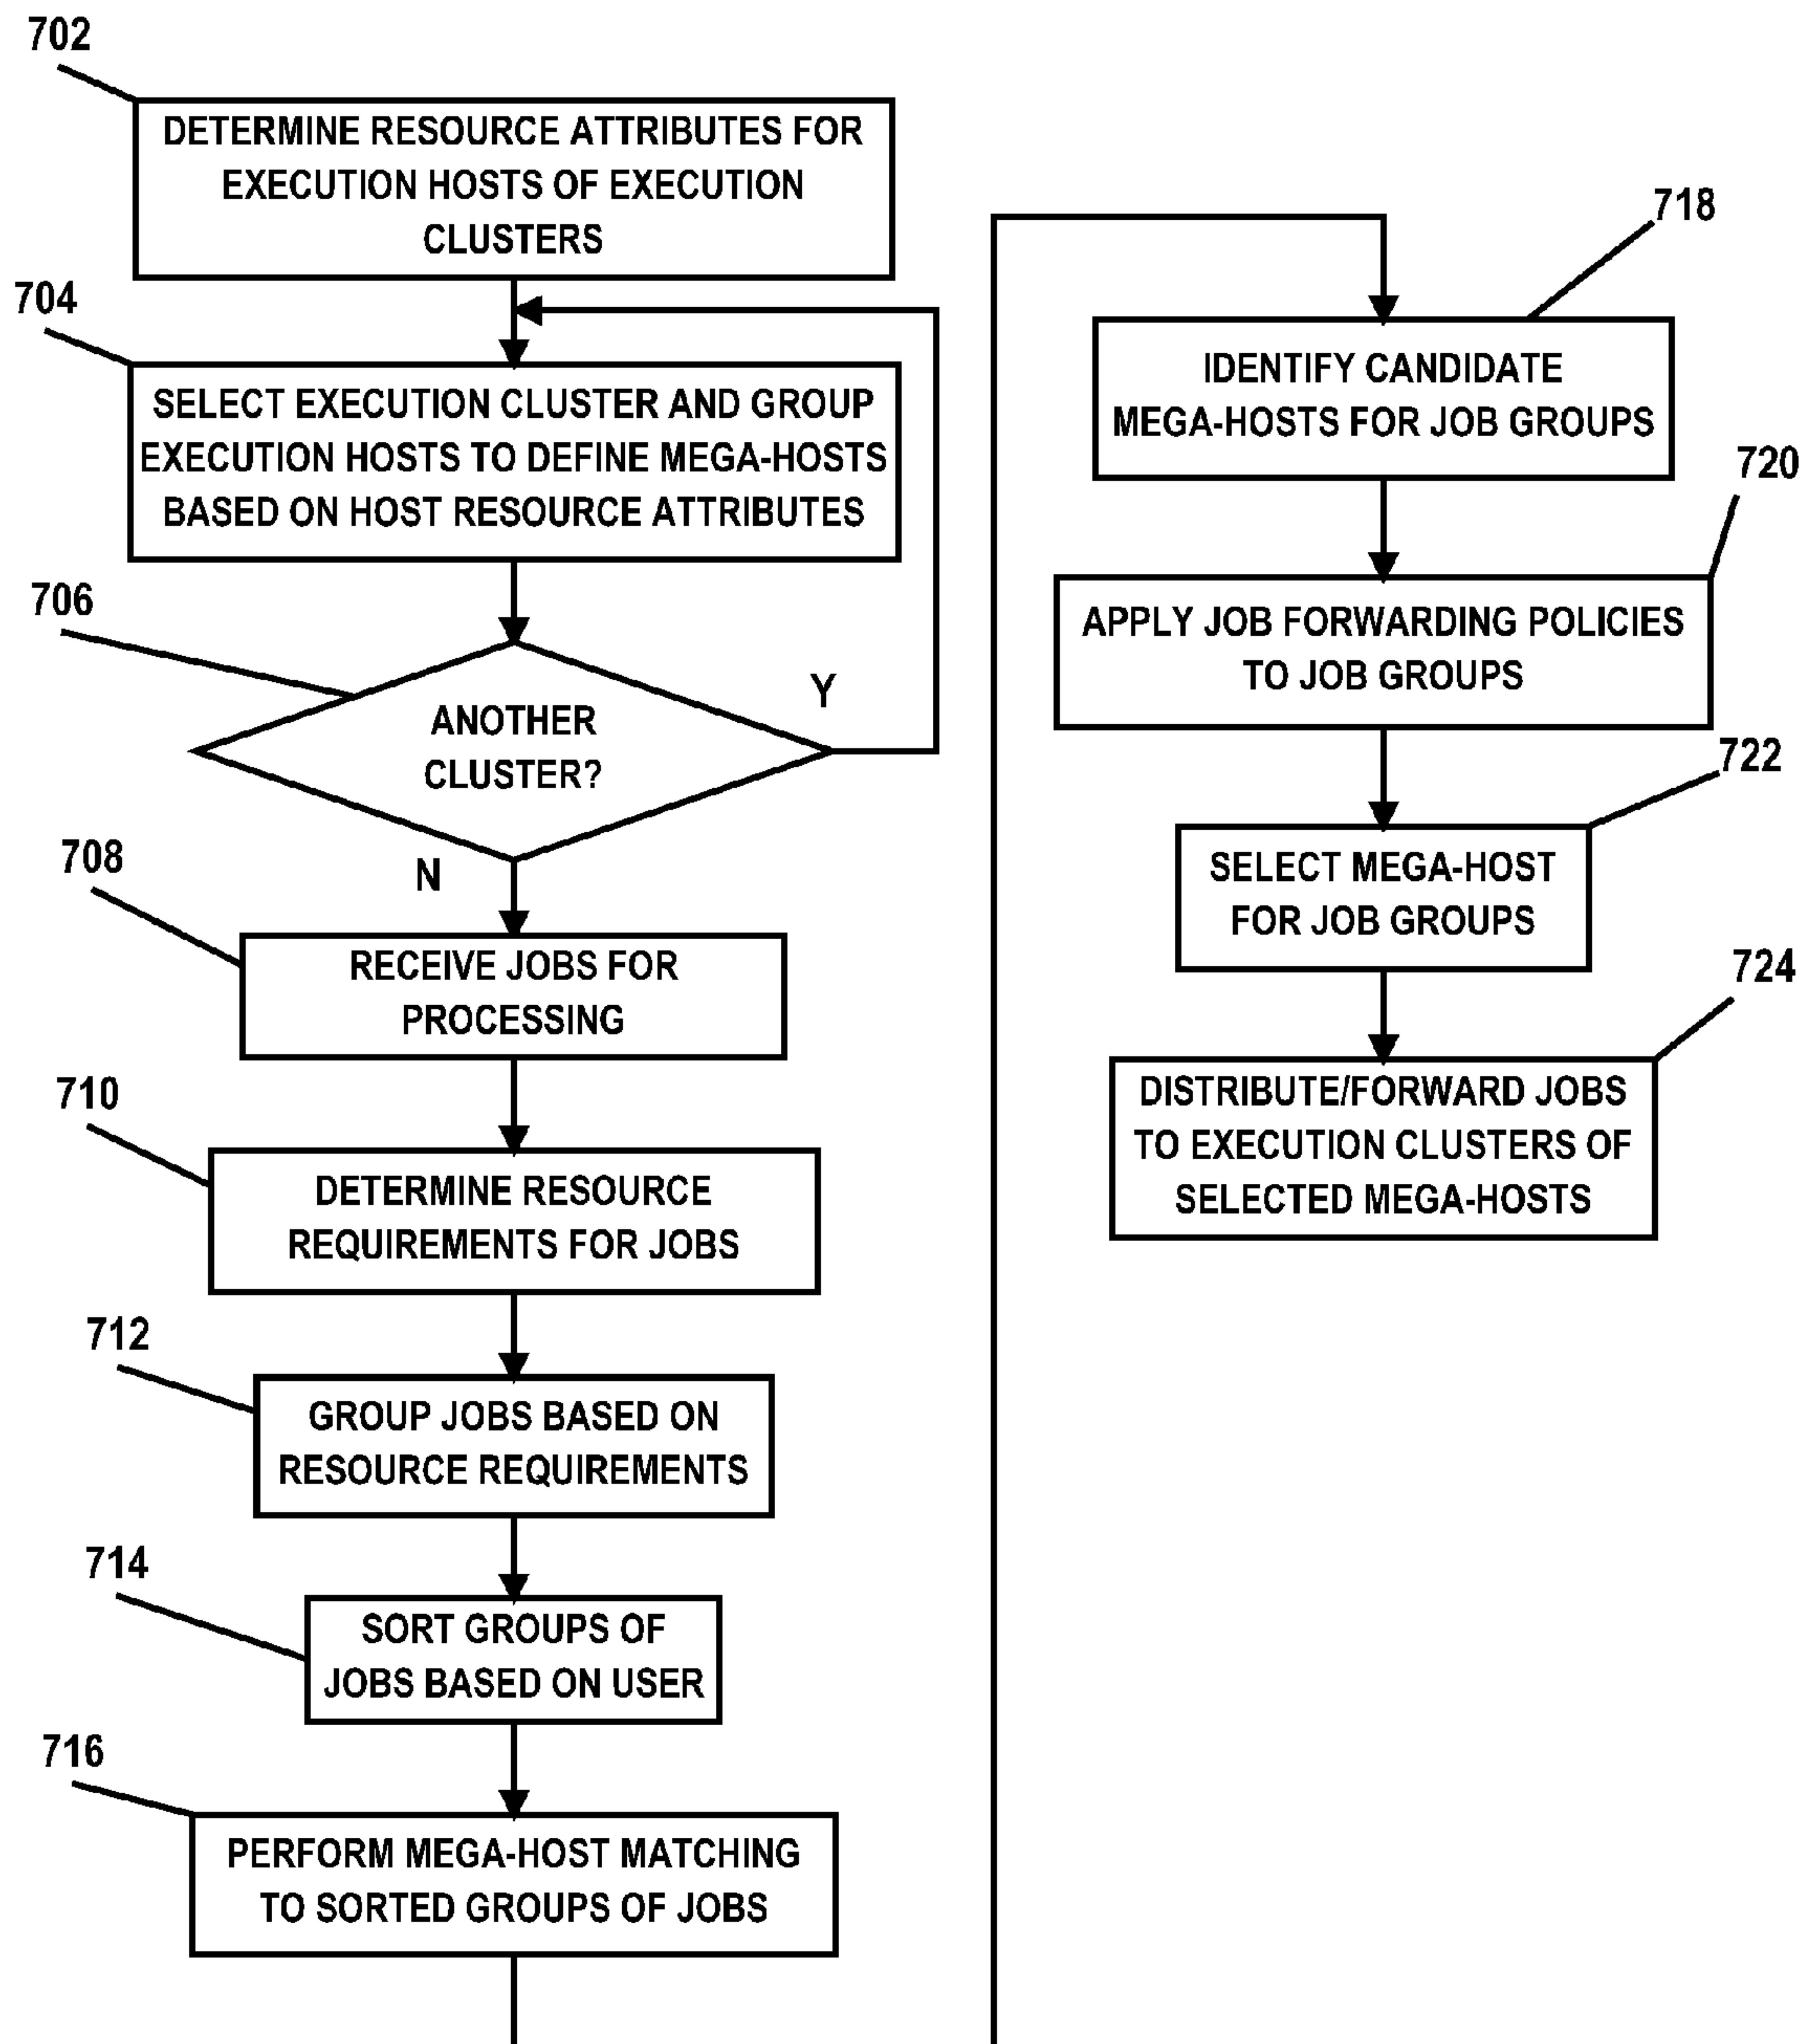 702
DETERMINE RESOURCE ATTRIBUTES FOR
EXECUTION HOSTS OF EXECUTION
CLUSTERS
704
SELECT EXECUTION CLUSTER AND GROUP
EXECUTION HOSTS TO DEFINE MEGA-HOSTS
BASED ON HOST RESOURCE ATTRIBUTES
706
ANOTHER
CLUSTER?
Y
N
708
RECEIVE JOBS FOR
PROCESSING
710
DETERMINE RESOURCE
REQUIREMENTS FOR JOBS
712
GROUP JOBS BASED ON
RESOURCE REQUIREMENTS
714
SORT GROUPS OF
JOBS BASED ON USER
716
PERFORM MEGA-HOST MATCHING
TO SORTED GROUPS OF JOBS
718
IDENTIFY CANDIDATE
MEGA-HOSTS FOR JOB GROUPS
720
APPLY JOB FORWARDING POLICIES
TO JOB GROUPS
722
SELECT MEGA-HOST
FOR JOB GROUPS
724
DISTRIBUTE/FORWARD JOBS
TO EXECUTION CLUSTERS OF
SELECTED MEGA-HOSTS